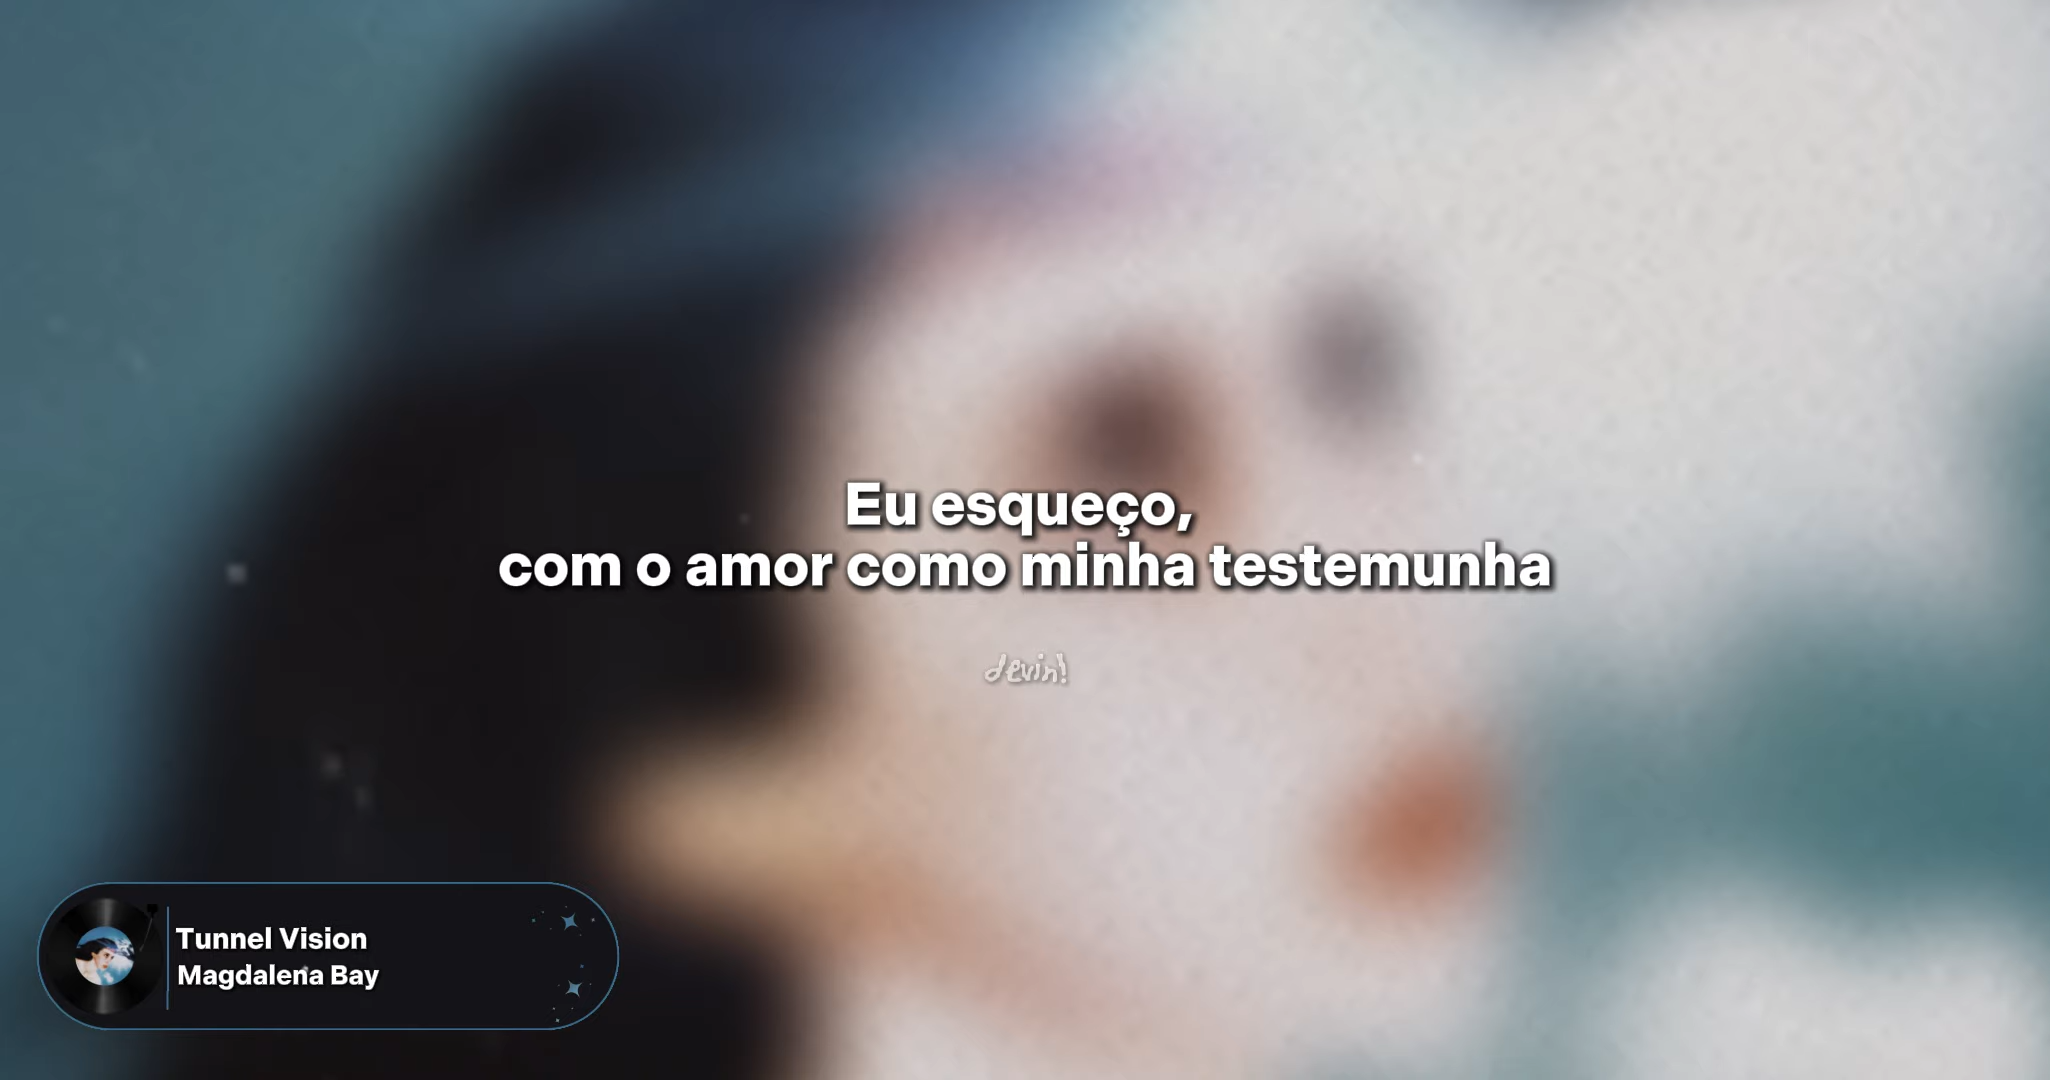 Eu esqueço,
com o amor como minha testemunha
devin!
Tunnel Vision
Magdalena Bay